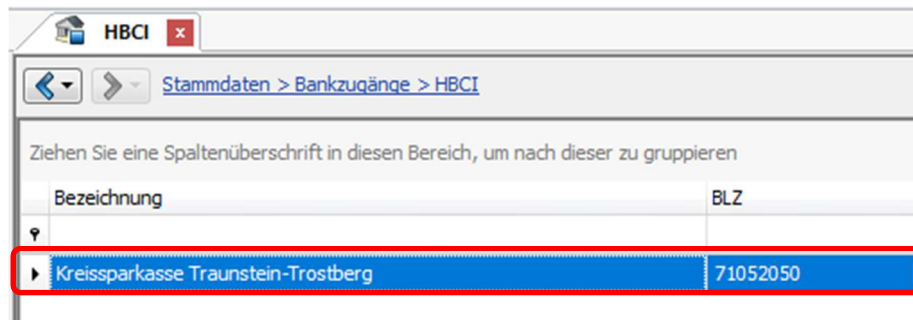 HBCI
Stammdaten > Bankzugänge > HBCI
Ziehen Sie eine Spaltenüberschrift in diesen Bereich, um nach dieser zu gruppieren
Bezeichnung BLZ
Kreissparkasse Traunstein-Trostberg 71052050